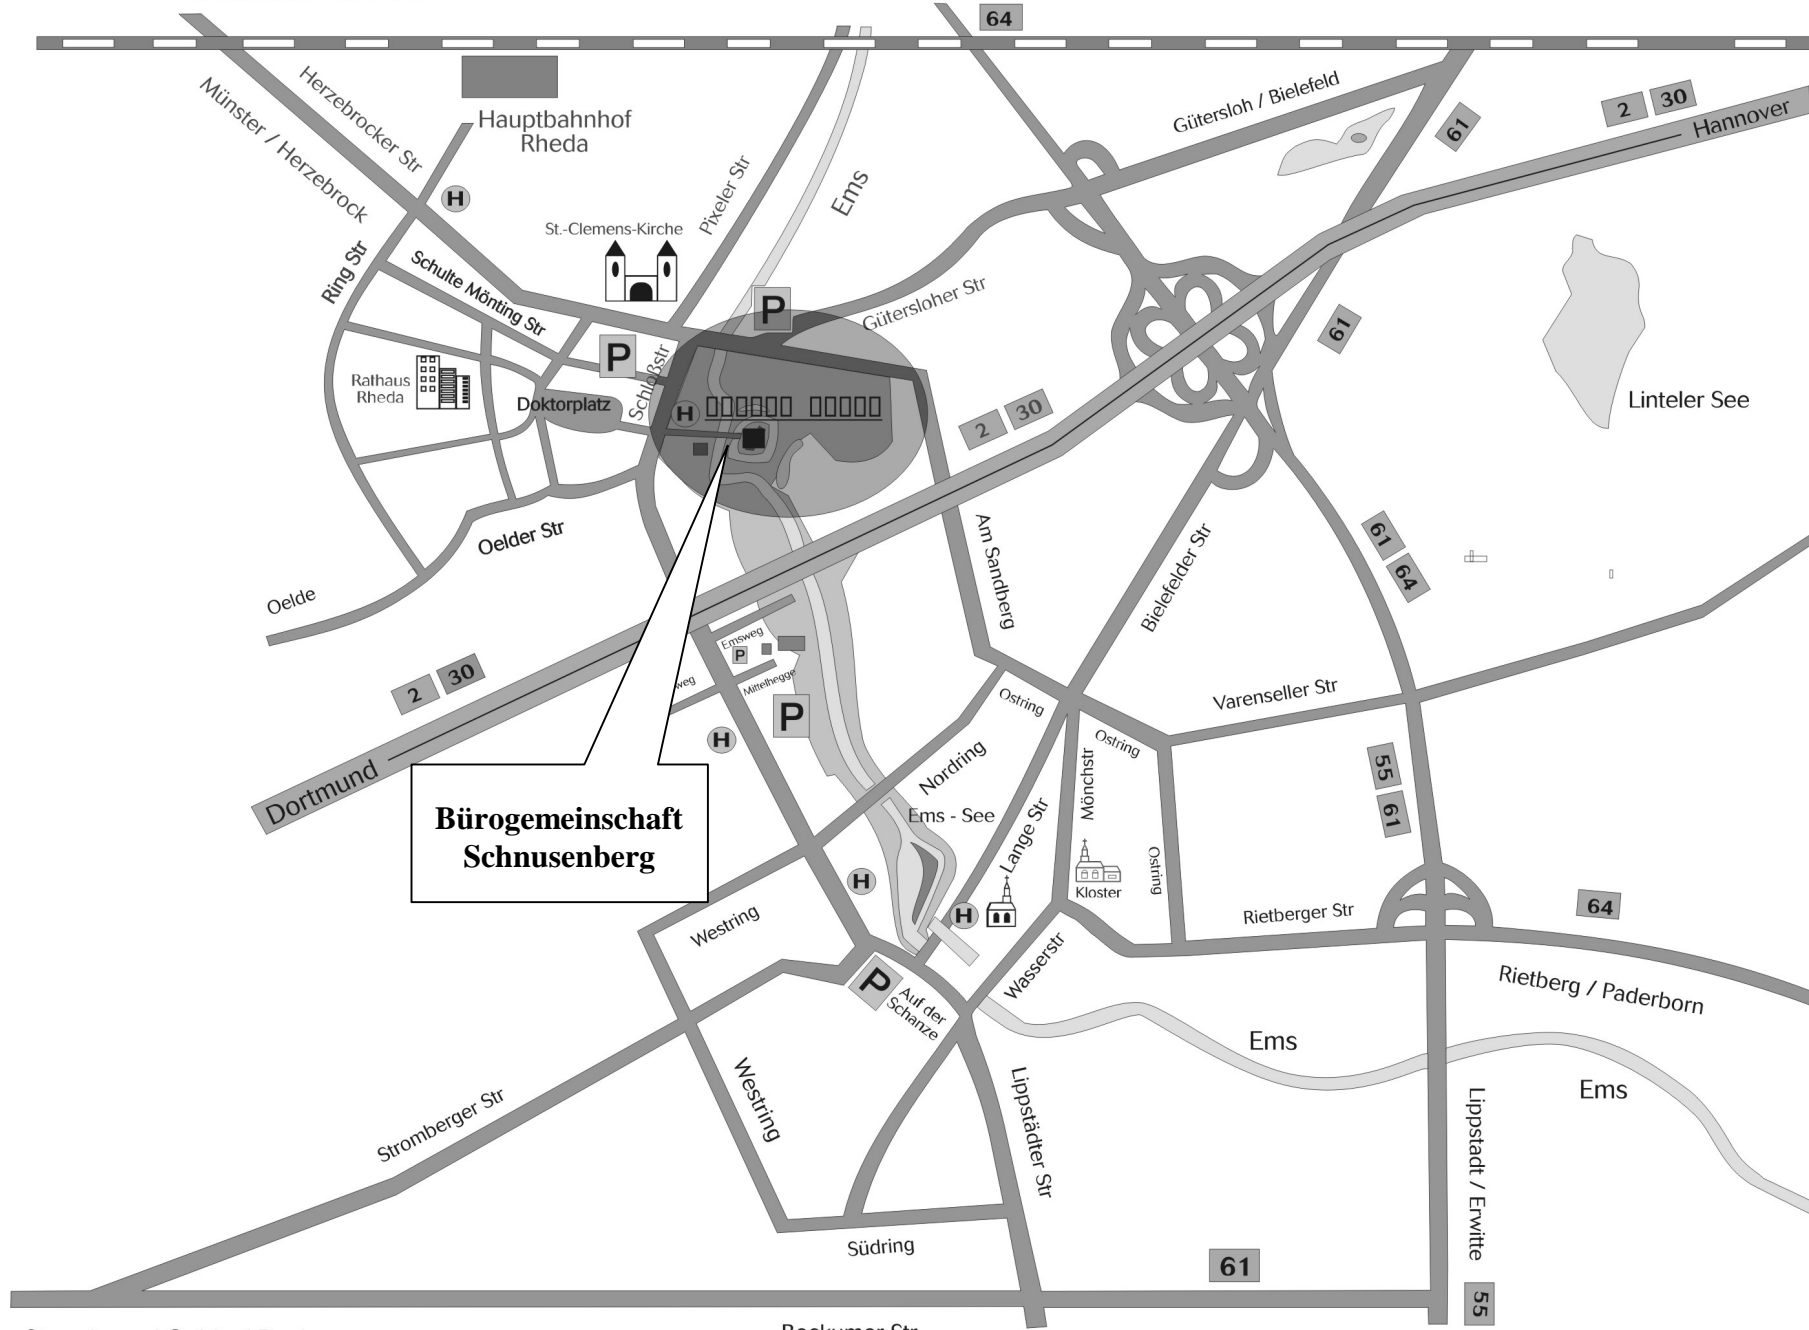 64
Herzebrocker Str
Münster / Herzebrock
Hauptbahnhof
Rheda
H
Pixeler Str
Ems
Gütersloh / Bielefeld
61
2 30
Hannover
St.-Clemens-Kirche
Ring Str
Schulte Mönting Str
P
Gütersloher Str
61
P
Schloßstr
Rathaus
Rheda
Doktorplatz
H
2 30
Linteler See
Oelder Str
Oelde
Am Sandberg
Bielefelder Str
61
64
Emsweg
P
weg
Mittelhegge
2 30
P
H
Ostring
Varenseller Str
Ostring
Nordring
Mönchstr
55
61
Dortmund
Bürogemeinschaft
Schnusenberg
Ems - See
Lange Str
Ostring
Kloster
H
H
Westring
Rietberger Str
64
Wasserstr
P
Auf der
Schanze
Rietberg / Paderborn
Ems
Ems
Westring
Stromberger Str
Lippstädter Str
Lippstadt / Erwitte
Südring
61
55